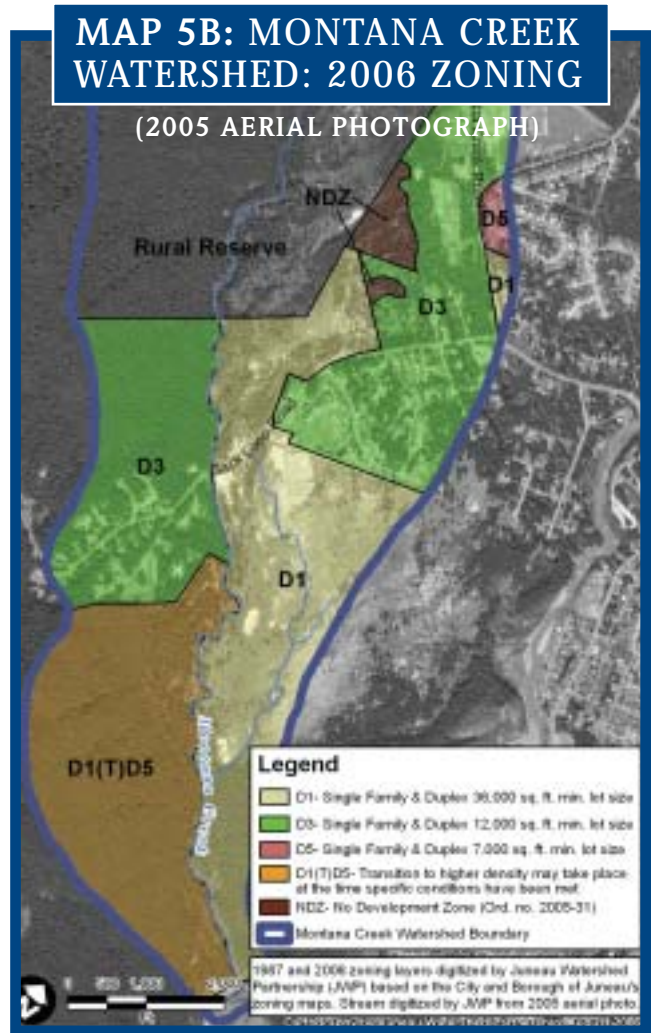 MAP 5B: MONTANA CREEK
WATERSHED: 2006 ZONING
(2005 AERIAL PHOTOGRAPH)
NDZ
D5
Rural Reserve
D1
D3
D3
D1
D1(T)D5
Legend
D1- Single Family & Duplex 36,000 sq. ft. min. lot size
D3- Single Family & Duplex 12,000 sq. ft. min. lot size
D5- Single Family & Duplex 7,000 sq. ft. min. lot size
D1(T)D5- Transition to higher density may take place
at the time specific conditions have been met
NDZ- No Development Zone (Ord. no. 2005-31)
Montana Creek Watershed Boundary
1987 and 2006 zoning layers digitized by Juneau Watershed
Partnership (JWP) based on the City and Borough of Juneau's
zoning maps. Stream digitized by JWP from 2005 aerial photo.
0 500 1,000